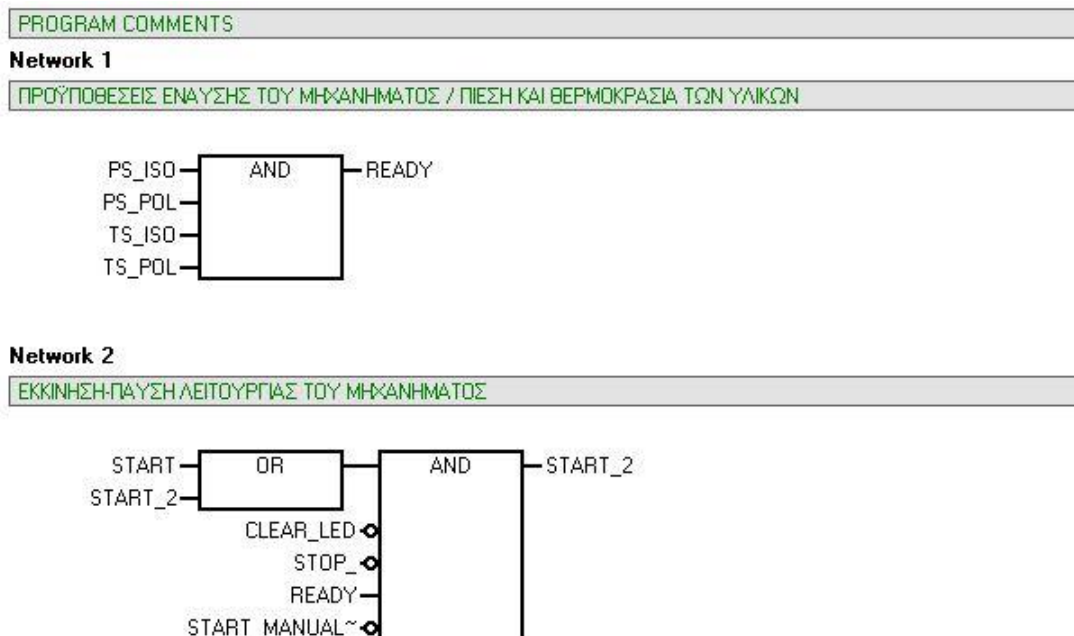 PROGRAM COMMENTS
Network 1
ΠΡΟΫΠΟΘΕΣΕΙΣ ΕΝΑΥΣΗΣ ΤΟΥ ΜΗΧΑΝΗΜΑΤΟΣ / ΠΙΕΣΗ ΚΑΙ ΘΕΡΜΟΚΡΑΣΙΑ ΤΩΝ ΥΛΙΚΩΝ
PS_ISO AND READY
PS_POL
TS_ISO
TS_POL
Network 2
ΕΚΚΙΝΗΣΗ-ΠΑΥΣΗ ΛΕΙΤΟΥΡΓΙΑΣ ΤΟΥ ΜΗΧΑΝΗΜΑΤΟΣ
START OR AND START_2
START_2
CLEAR_LED
STOP_
READY
START_MANUAL~